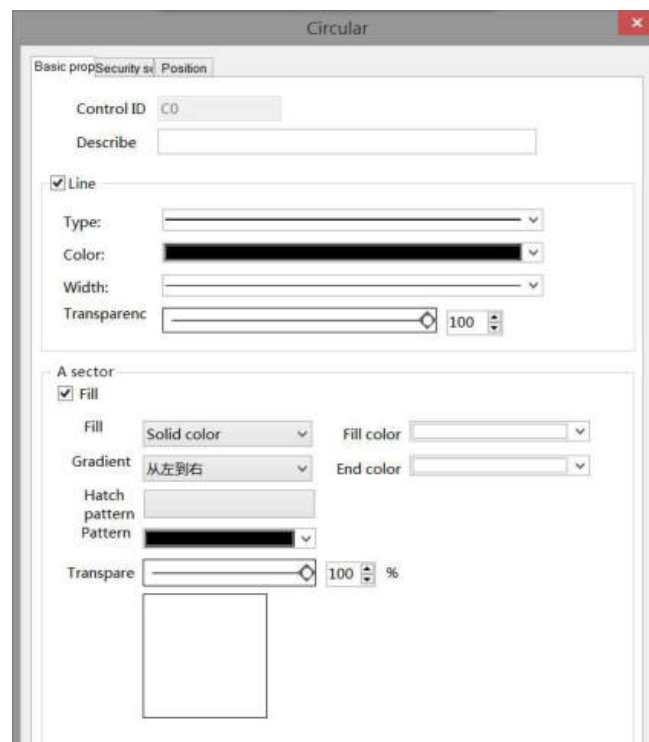 Circular
Basic prop Security se Position
Control ID C0
Describe
Line
Type:
Color:
Width:
Transparenc 100
A sector
Fill
Fill Solid color Fill color
Gradient 从左到右 End color
Hatch
pattern
Pattern
Transpare 100 %